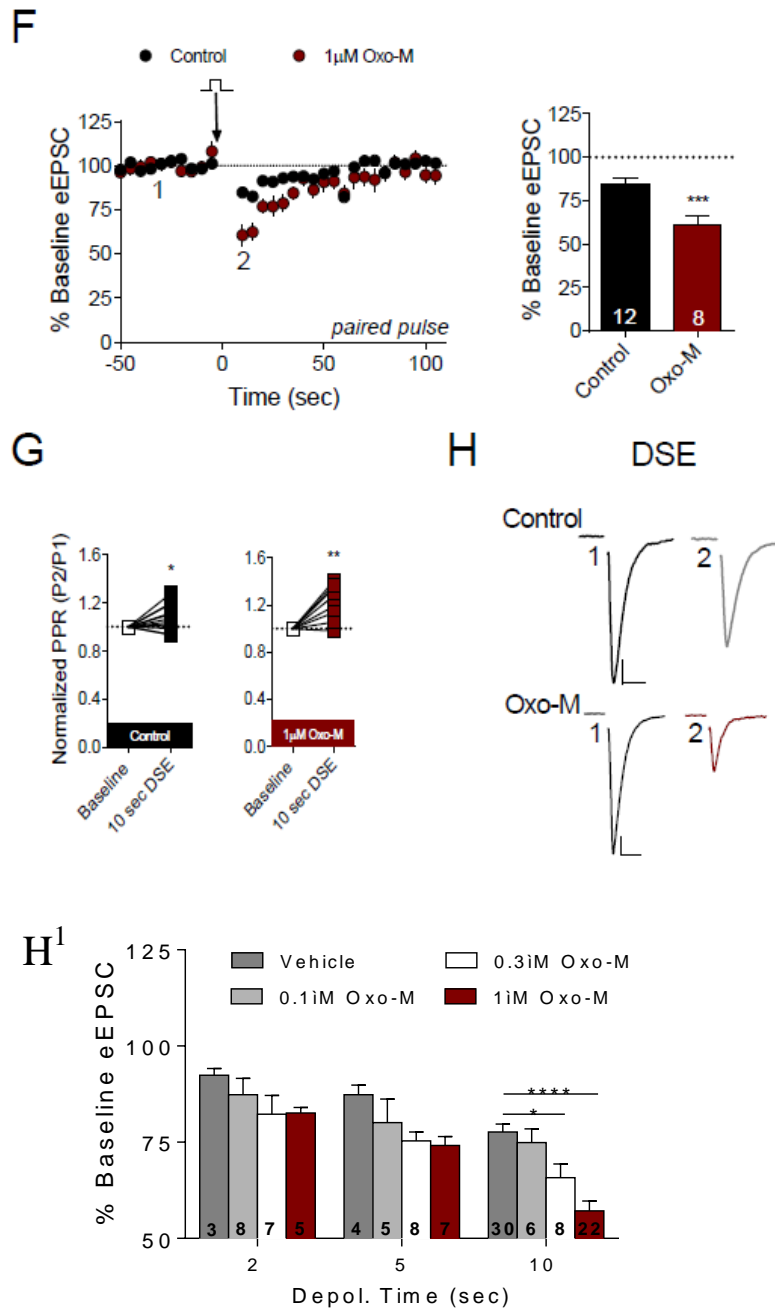 F
Control
1μM Oxo-M
% Baseline eEPSC
125
100
75
50
25
0
1
2
paired pulse
-50
0
50
100
Time (sec)
% Baseline eEPSC
125
100
75
50
25
0
***
12
8
Control
Oxo-M
G
Normalized PPR (P2/P1)
1.6
1.2
0.8
0.4
0.0
*
Control
Baseline
10 sec DSE
1.6
1.2
0.8
0.4
0.0
**
1μM Oxo-M
Baseline
10 sec DSE
H
DSE
Control
1
2
Oxo-M
1
2
H1
% Baseline eEPSC
125
100
75
50
Vehicle
0.3ìM Oxo-M
0.1ìM Oxo-M
1ìM Oxo-M
****
*
3 8 7 5
4 5 8 7
30 6 8 22
2
5
10
Depol. Time (sec)